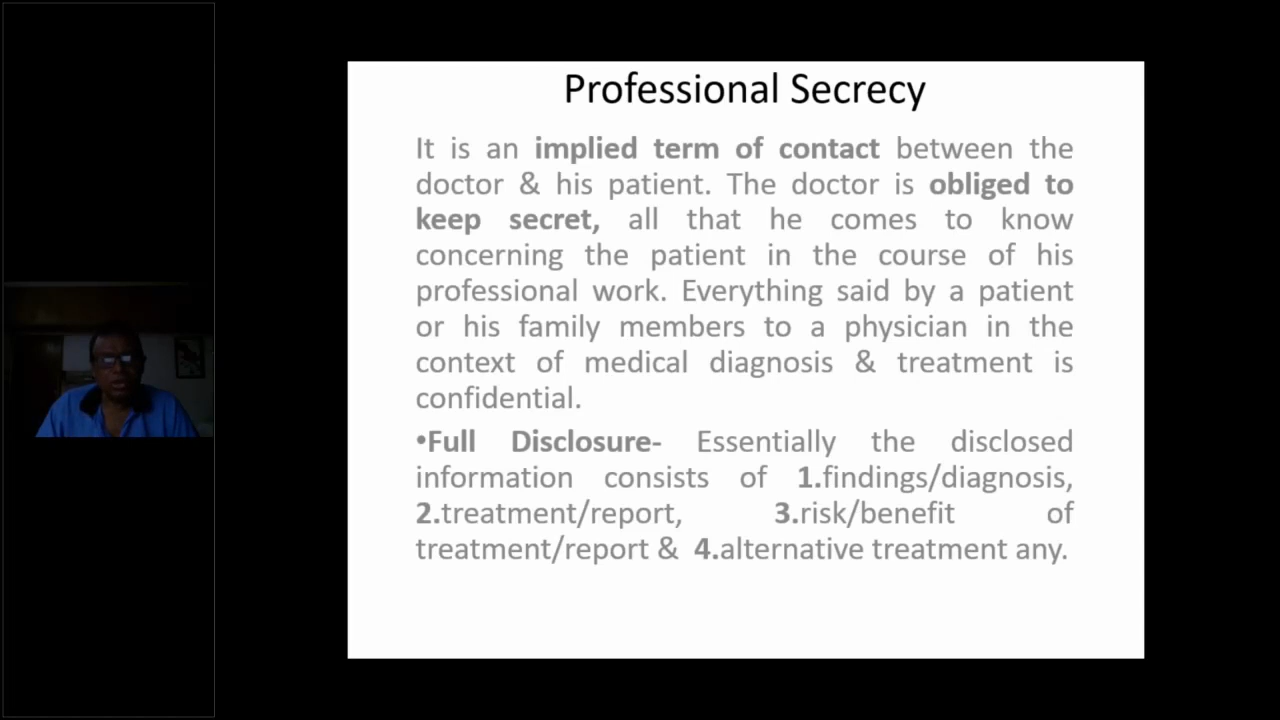 Professional Secrecy
It is an implied term of contact between the
doctor & his patient. The doctor is obliged to
keep secret, all that he comes to know
concerning the patient in the course of his
professional work. Everything said by a patient
or his family members to a physician in the
context of medical diagnosis & treatment is
confidential.
•Full Disclosure- Essentially the disclosed
information consists of 1.findings/diagnosis,
2.treatment/report, 3.risk/benefit of
treatment/report & 4.alternative treatment any.